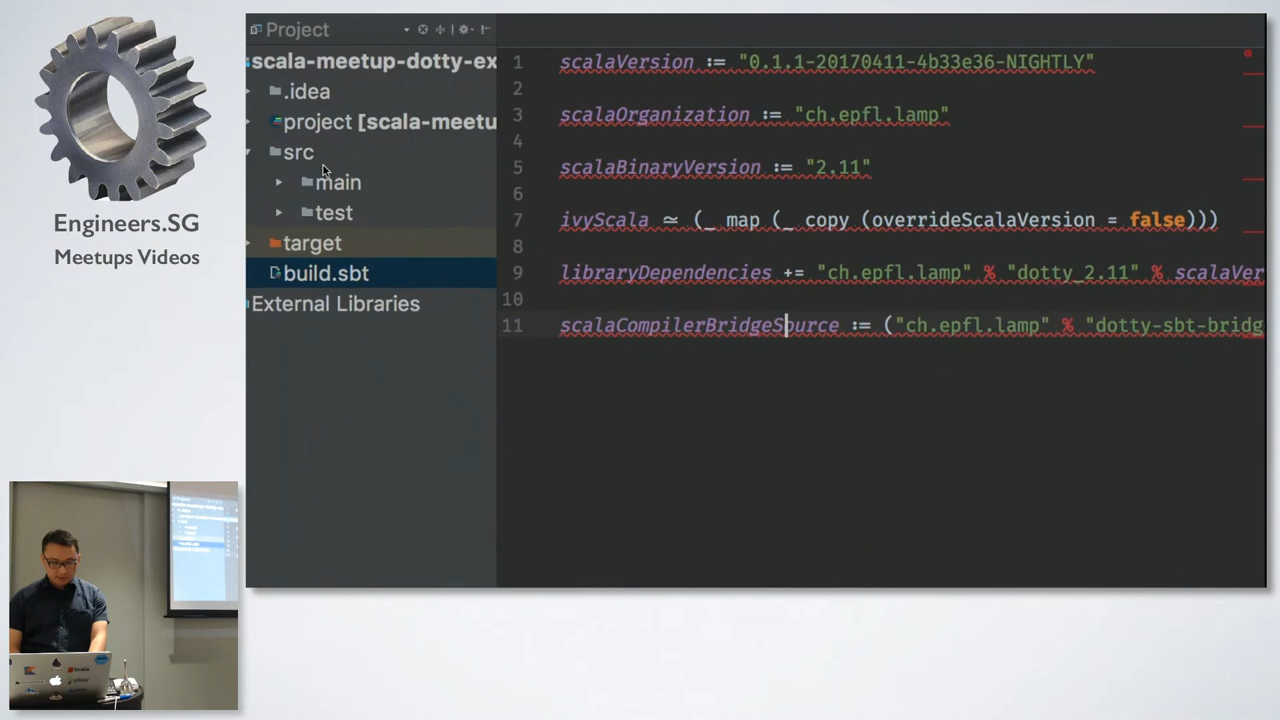 Engineers.SG
Meetups Videos
Project
scala-meetup-dotty-ex
.idea
project [scala-meetu
src
main
test
target
build.sbt
External Libraries
1 scalaVersion := "0.1.1-20170411-4b33e36-NIGHTLY"
2
3 scalaOrganization := "ch.epfl.lamp"
4
5 scalaBinaryVersion := "2.11"
6
7 ivyScala ~= (_ map (_ copy (overrideScalaVersion = false)))
8
9 libraryDependencies += "ch.epfl.lamp" % "dotty_2.11" % scalaVer
10
11 scalaCompilerBridgeSource := ("ch.epfl.lamp" % "dotty-sbt-bridg